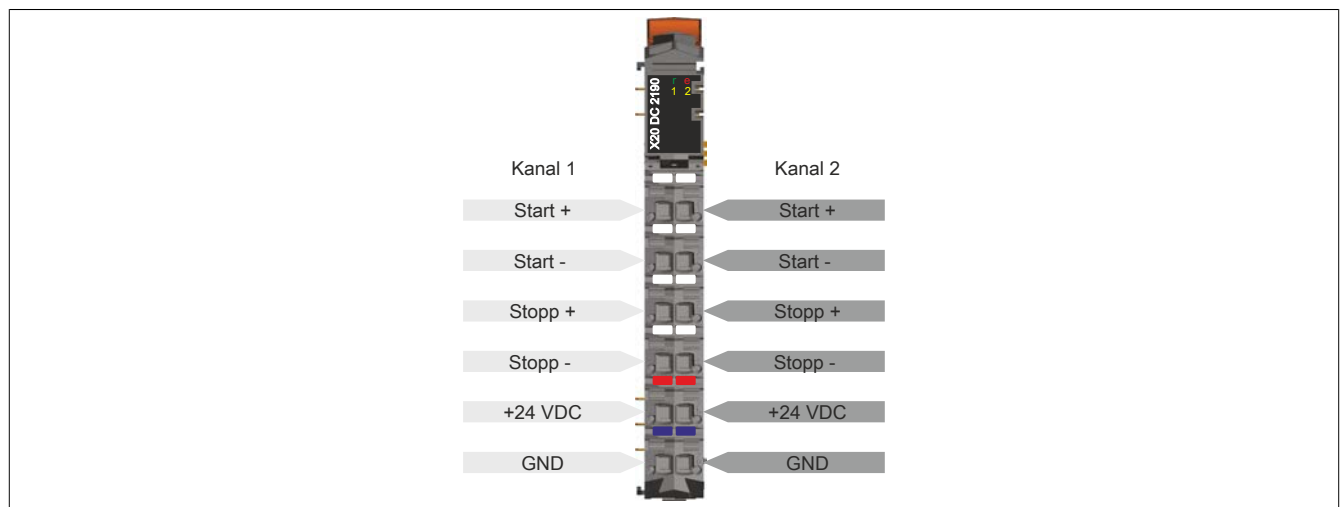 X20 DC 2190
r e
1 2
Kanal 1 Kanal 2
Start + Start +
Start - Start -
Stopp + Stopp +
Stopp - Stopp -
+24 VDC +24 VDC
GND GND